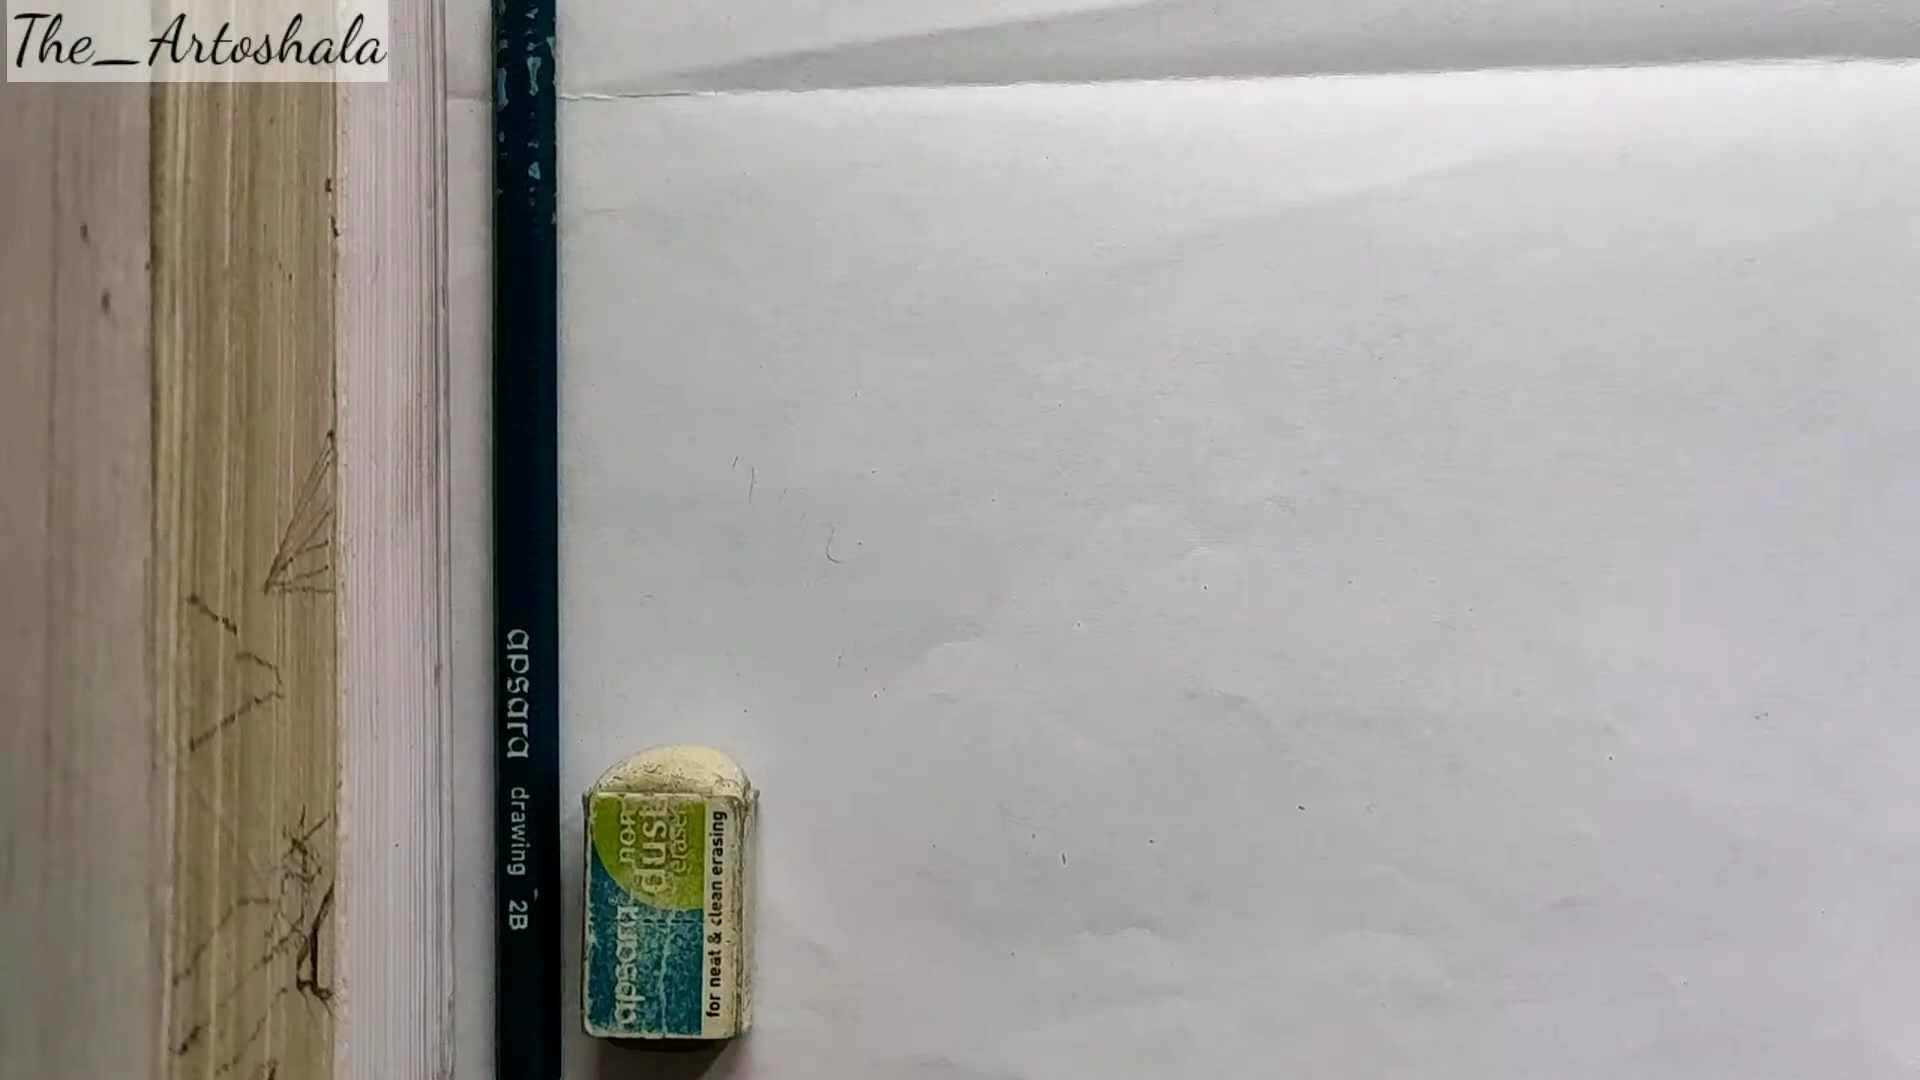 The_Artoshala
apsara drawing 2B
apsara non
dust
eraser
for neat & clean erasing